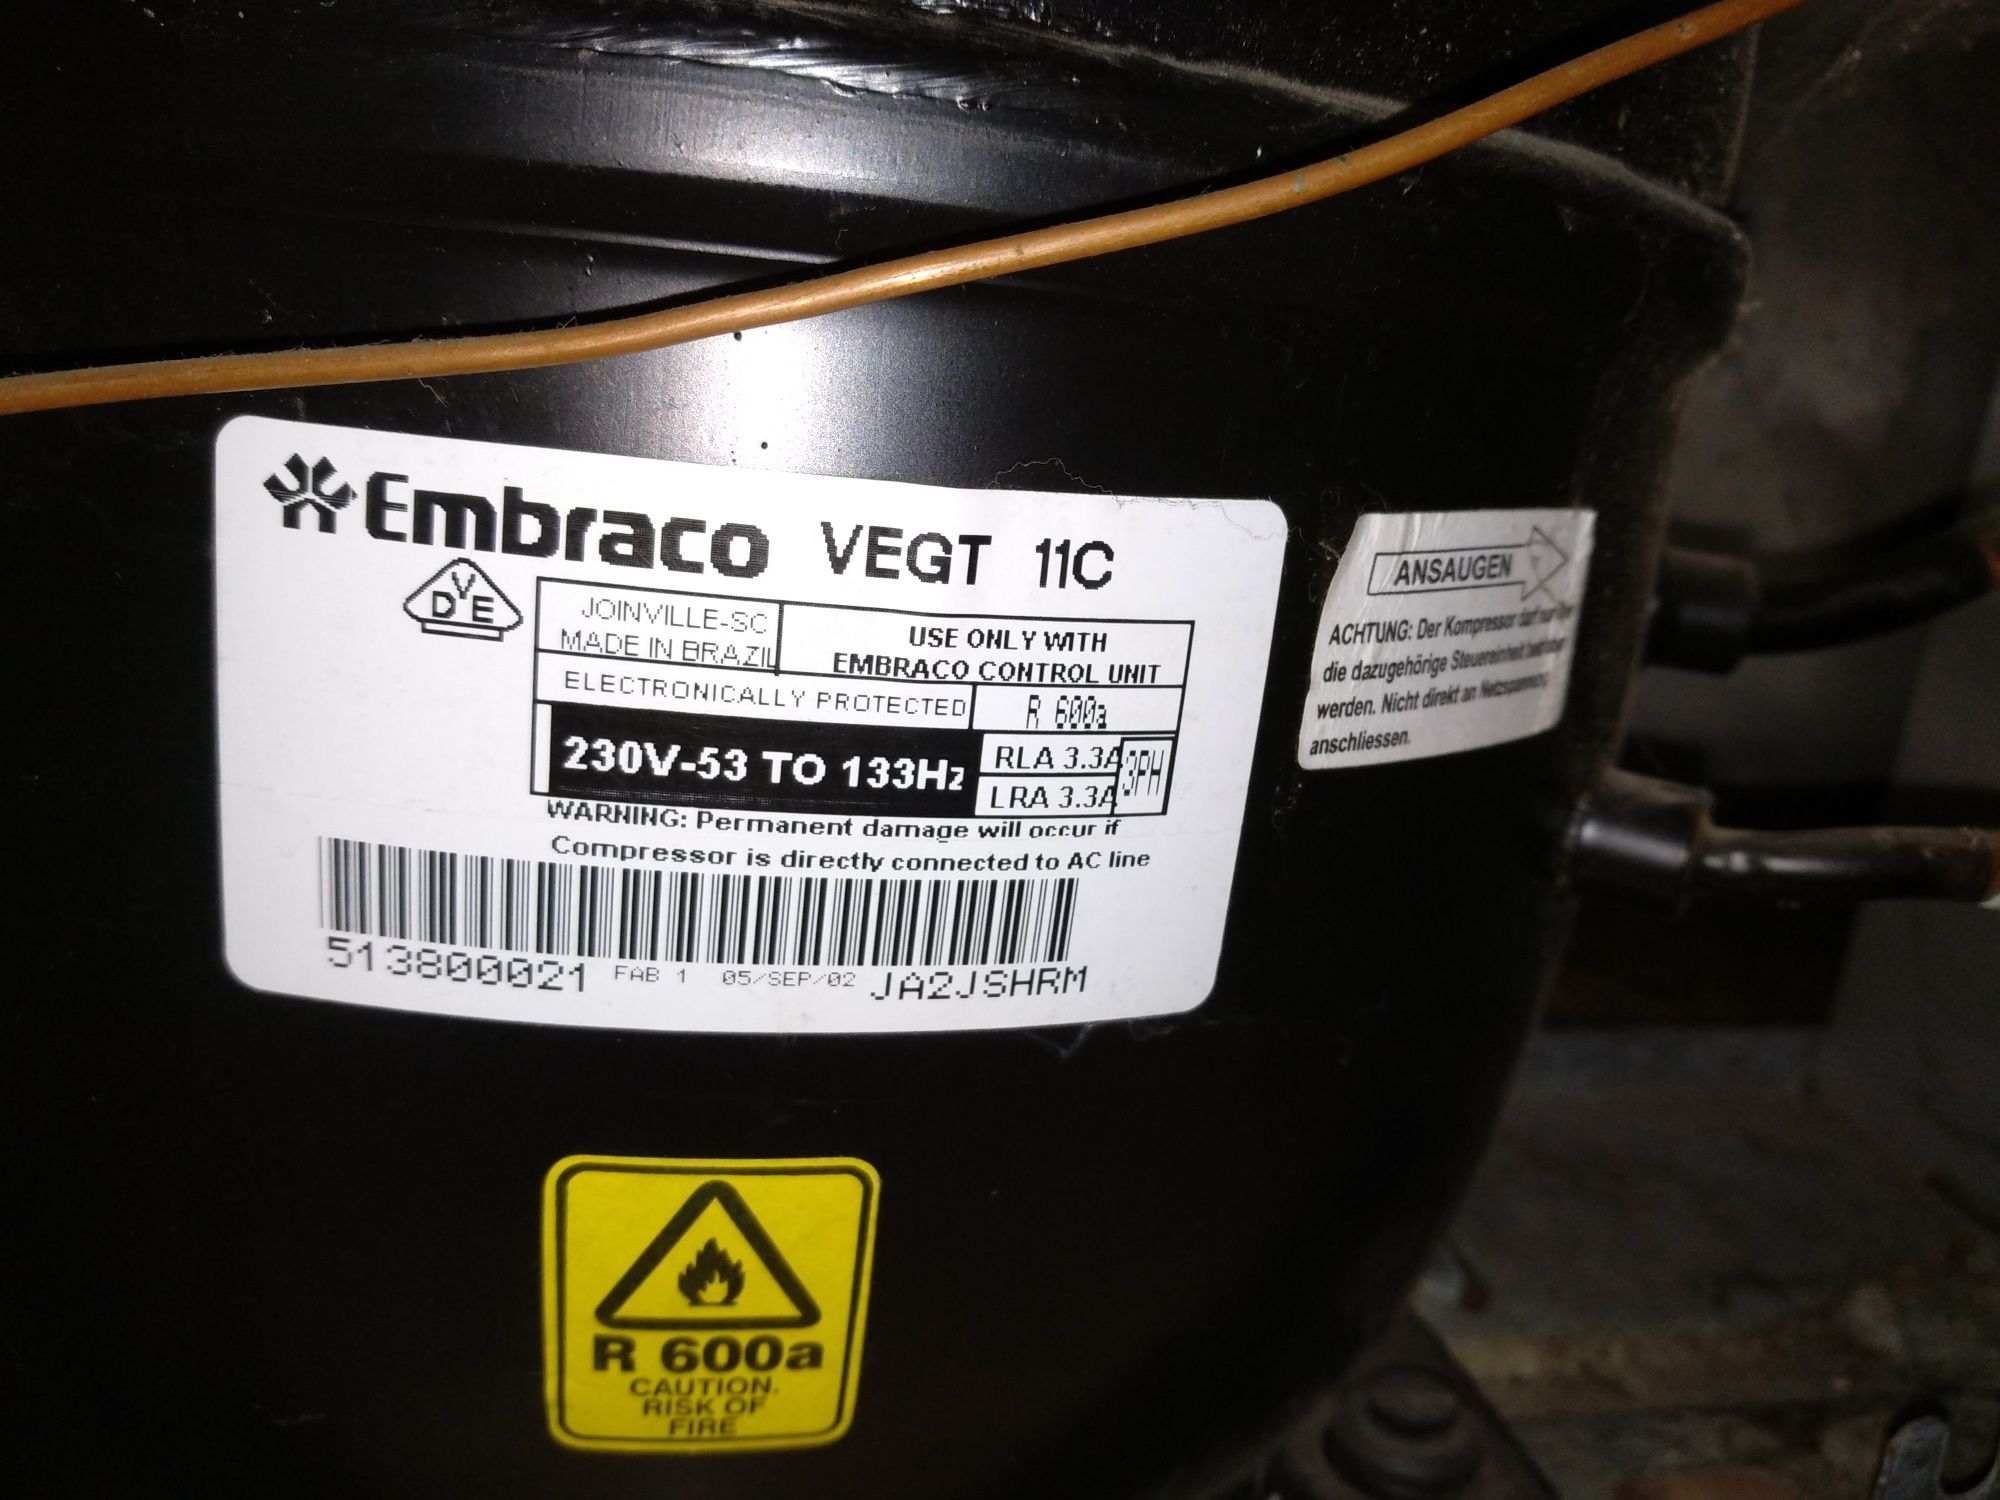 Embraco VEGT 11C
VDE
JOINVILLE-SC
MADE IN BRAZIL
USE ONLY WITH
EMBRACO CONTROL UNIT
ELECTRONICALLY PROTECTED
R 600a
230V-53 TO 133Hz
RLA 3.3A
LRA 3.3A
3PH
WARNING: Permanent damage will occur if
Compressor is directly connected to AC line
513800021 FAB 1 05/SEP/02 JA2JSHRM
ANSAUGEN
ACHTUNG: Der Kompressor darf nur über
die dazugehörige Steuereinheit betrieben
werden. Nicht direkt an Netzspannung
anschliessen.
R 600a
CAUTION.
RISK OF
FIRE